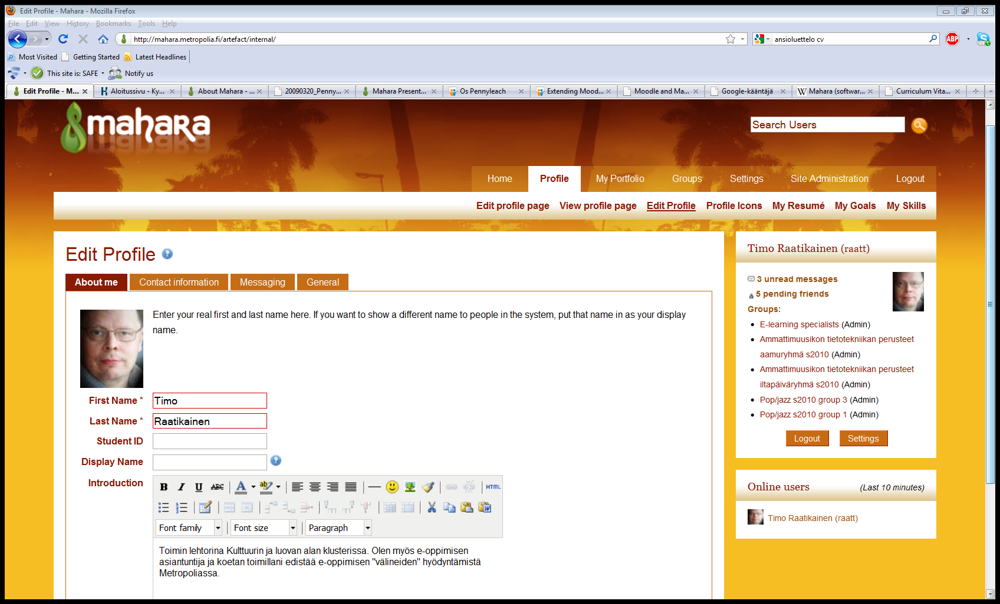 Edit Profile - Mahara - Mozilla Firefox
File Edit View History Bookmarks Tools Help
http://mahara.metropolia.fi/artefact/internal/
ansioluettelo cv
ABP
Most Visited Getting Started Latest Headlines
This site is: SAFE Notify us
Edit Profile - M... Aloitussivu - Ky... About Mahara - ... 20090320_Penny... Mahara Present... Os Pennyleach Extending Mood... Moodle and Ma... Google-kääntäjä Mahara (softwar... Curriculum Vita...
mahara
Search Users
Home Profile My Portfolio Groups Settings Site Administration Logout
Edit profile page View profile page Edit Profile Profile Icons My Resumé My Goals My Skills
Edit Profile
About me Contact information Messaging General
Enter your real first and last name here. If you want to show a different name to people in the system, put that name in as your display
name.
First Name * Timo
Last Name * Raatikainen
Student ID
Display Name
Introduction
B I U ABC A ab HTML
Font family Font size Paragraph
Toimin lehtorina Kulttuurin ja luovan alan klusterissa. Olen myös e-oppimisen
asiantuntija ja koetan toimillani edistää e-oppimisen "välineiden" hyödyntämistä
Metropoliassa.
Timo Raatikainen (raatt)
3 unread messages
5 pending friends
Groups:
E-learning specialists (Admin)
Ammattimuusikon tietotekniikan perusteet
aamuryhmä s2010 (Admin)
Ammattimuusikon tietotekniikan perusteet
iltapäiväryhmä s2010 (Admin)
Pop/jazz s2010 group 3 (Admin)
Pop/jazz s2010 group 1 (Admin)
Logout Settings
Online users (Last 10 minutes)
Timo Raatikainen (raatt)